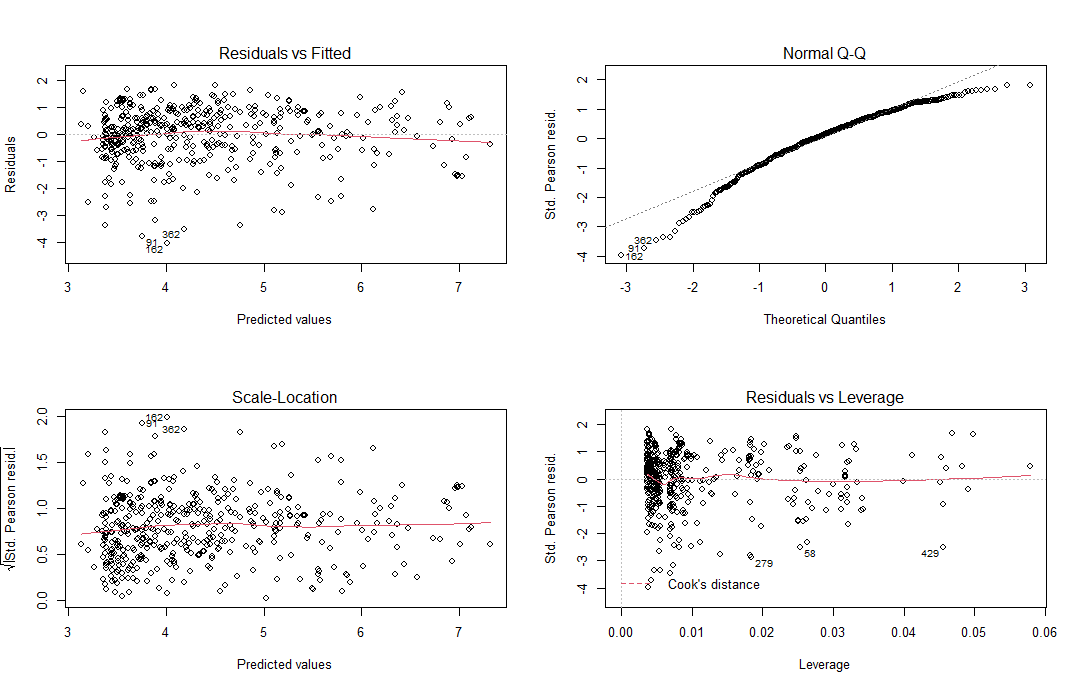 Residuals vs Fitted
Residuals
2
1
0
-1
-2
-3
-4
362
91
162
3 4 5 6 7
Predicted values
Normal Q-Q
Std. Pearson resid.
2
1
0
-1
-2
-3
-4
362
91
162
-3 -2 -1 0 1 2 3
Theoretical Quantiles
Scale-Location
√|Std. Pearson resid.|
2.0
1.5
1.0
0.5
0.0
162
91
362
3 4 5 6 7
Predicted values
Residuals vs Leverage
Std. Pearson resid.
2
1
0
-1
-2
-3
-4
279
58
429
Cook's distance
0.00 0.01 0.02 0.03 0.04 0.05 0.06
Leverage